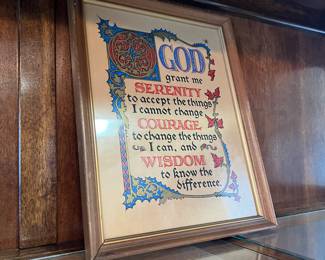 GOD
grant me
SERENITY
to accept the things
I cannot change
COURAGE
to change the things
I can, and
WISDOM
to know the
difference.